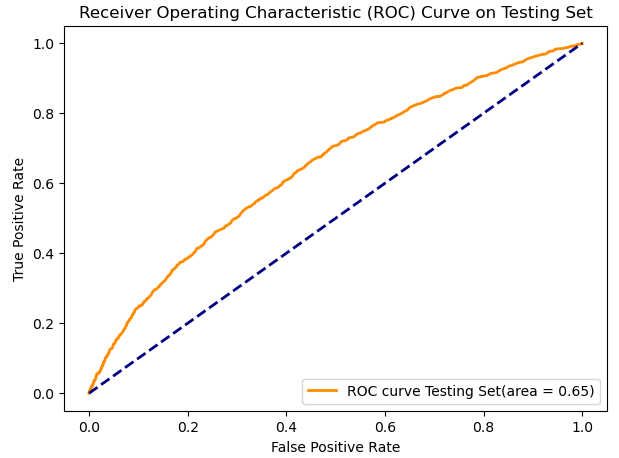 Receiver Operating Characteristic (ROC) Curve on Testing Set
1.0
0.8
0.6
0.4
0.2
0.0
True Positive Rate
ROC curve Testing Set(area = 0.65)
0.0 0.2 0.4 0.6 0.8 1.0
False Positive Rate